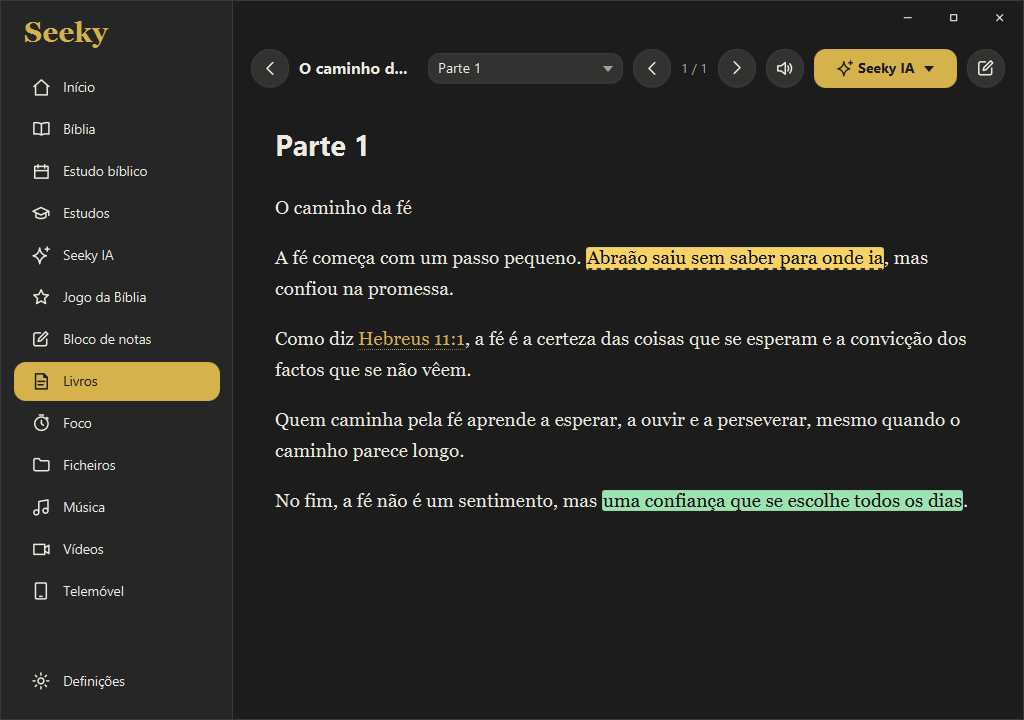 Seeky
Início
Bíblia
Estudo bíblico
Estudos
Seeky IA
Jogo da Bíblia
Bloco de notas
Livros
Foco
Ficheiros
Música
Vídeos
Telemóvel
Definições
O caminho d...
Parte 1
1 / 1
Seeky IA
Parte 1
O caminho da fé
A fé começa com um passo pequeno. Abraão saiu sem saber para onde ia, mas
confiou na promessa.
Como diz Hebreus 11:1, a fé é a certeza das coisas que se esperam e a convicção dos
factos que se não vêem.
Quem caminha pela fé aprende a esperar, a ouvir e a perseverar, mesmo quando o
caminho parece longo.
No fim, a fé não é um sentimento, mas uma confiança que se escolhe todos os dias.